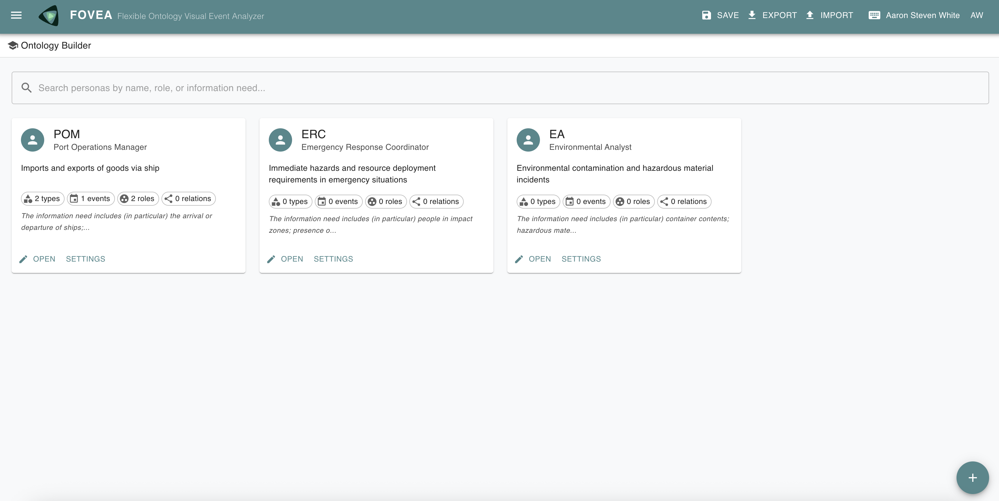 FOVEA Flexible Ontology Visual Event Analyzer
SAVE EXPORT IMPORT Aaron Steven White AW
Ontology Builder
Search personas by name, role, or information need...
POM
Port Operations Manager
Imports and exports of goods via ship
2 types 1 events 2 roles 0 relations
The information need includes (in particular) the arrival or
departure of ships;...
OPEN SETTINGS
ERC
Emergency Response Coordinator
Immediate hazards and resource deployment
requirements in emergency situations
0 types 0 events 0 roles 0 relations
The information need includes (in particular) people in impact
zones; presence o...
OPEN SETTINGS
EA
Environmental Analyst
Environmental contamination and hazardous material
incidents
0 types 0 events 0 roles 0 relations
The information need includes (in particular) container contents;
hazardous mate...
OPEN SETTINGS